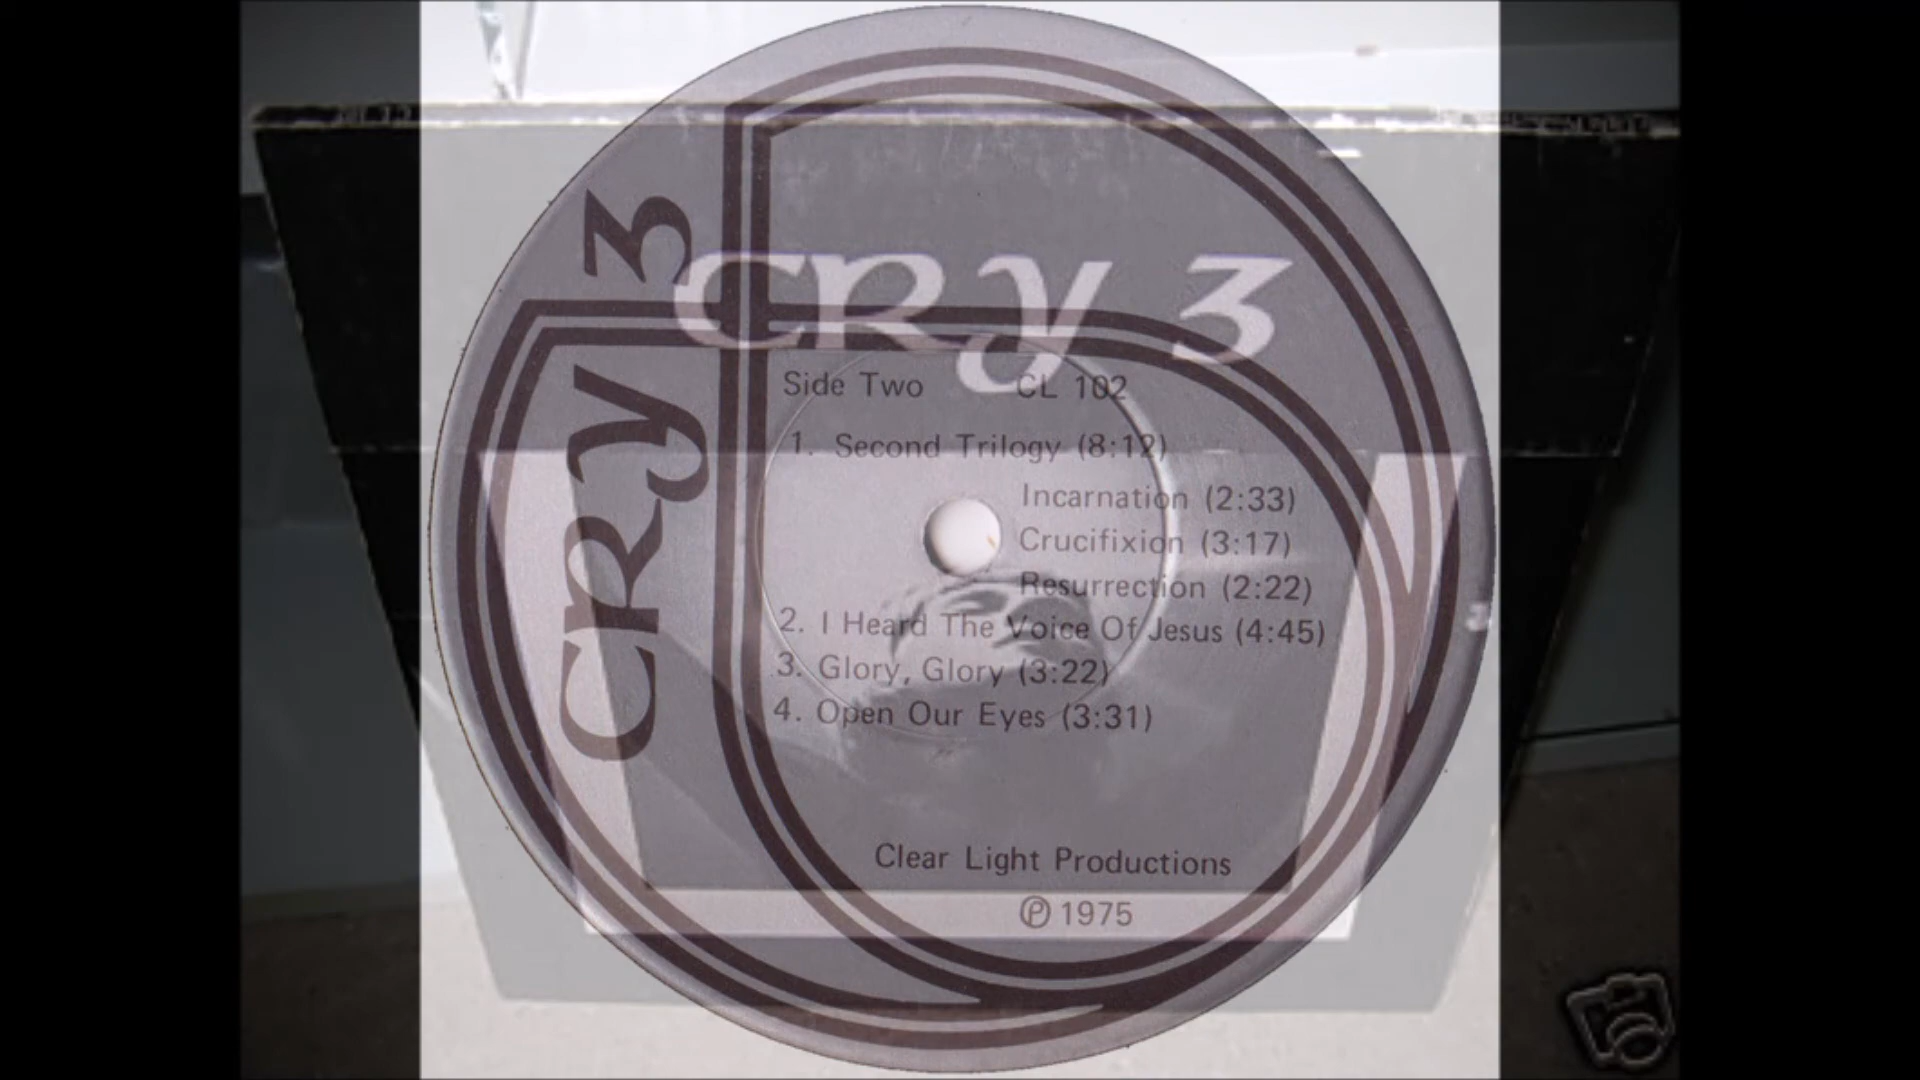 CRY 3
CRY 3
Side Two CL 102
1. Second Trilogy (8:12)
Incarnation (2:33)
Crucifixion (3:17)
Resurrection (2:22)
2. I Heard The Voice Of Jesus (4:45)
3. Glory, Glory (3:22)
4. Open Our Eyes (3:31)
Clear Light Productions
Ⓟ 1975